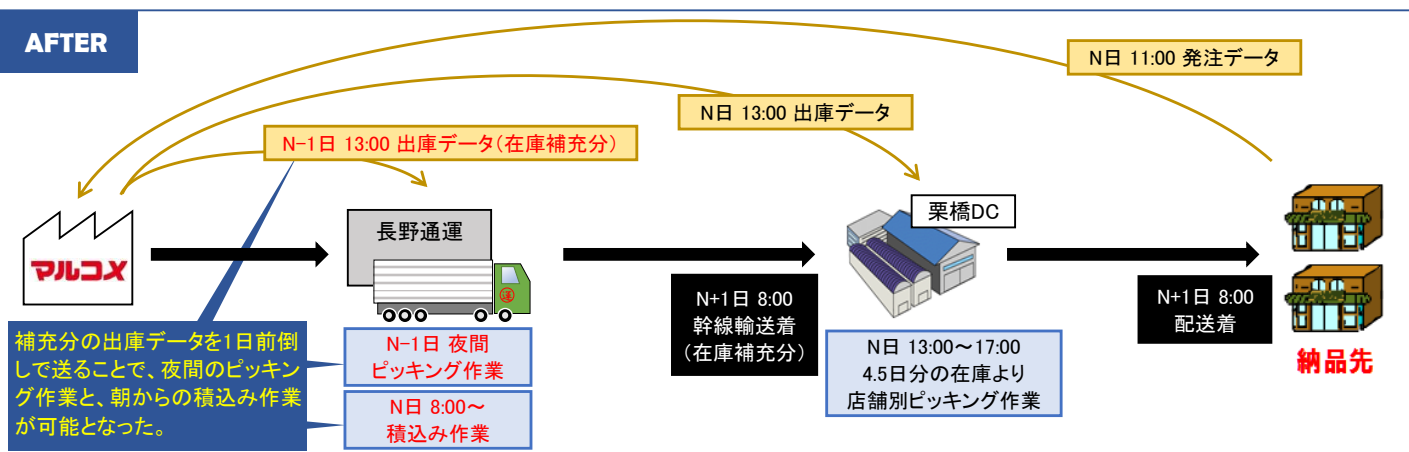 AFTER
N日 11:00 発注データ
N日 13:00 出庫データ
N-1日 13:00 出庫データ(在庫補充分)
マルコメ
長野通運
栗橋DC
N+1日 8:00
幹線輸送着
(在庫補充分)
N+1日 8:00
配送着
納品先
補充分の出庫データを1日前倒
しで送ることで、夜間のピッキン
グ作業と、朝からの積込み作業
が可能となった。
N-1日 夜間
ピッキング作業
N日 8:00~
積込み作業
N日 13:00~17:00
4.5日分の在庫より
店舗別ピッキング作業